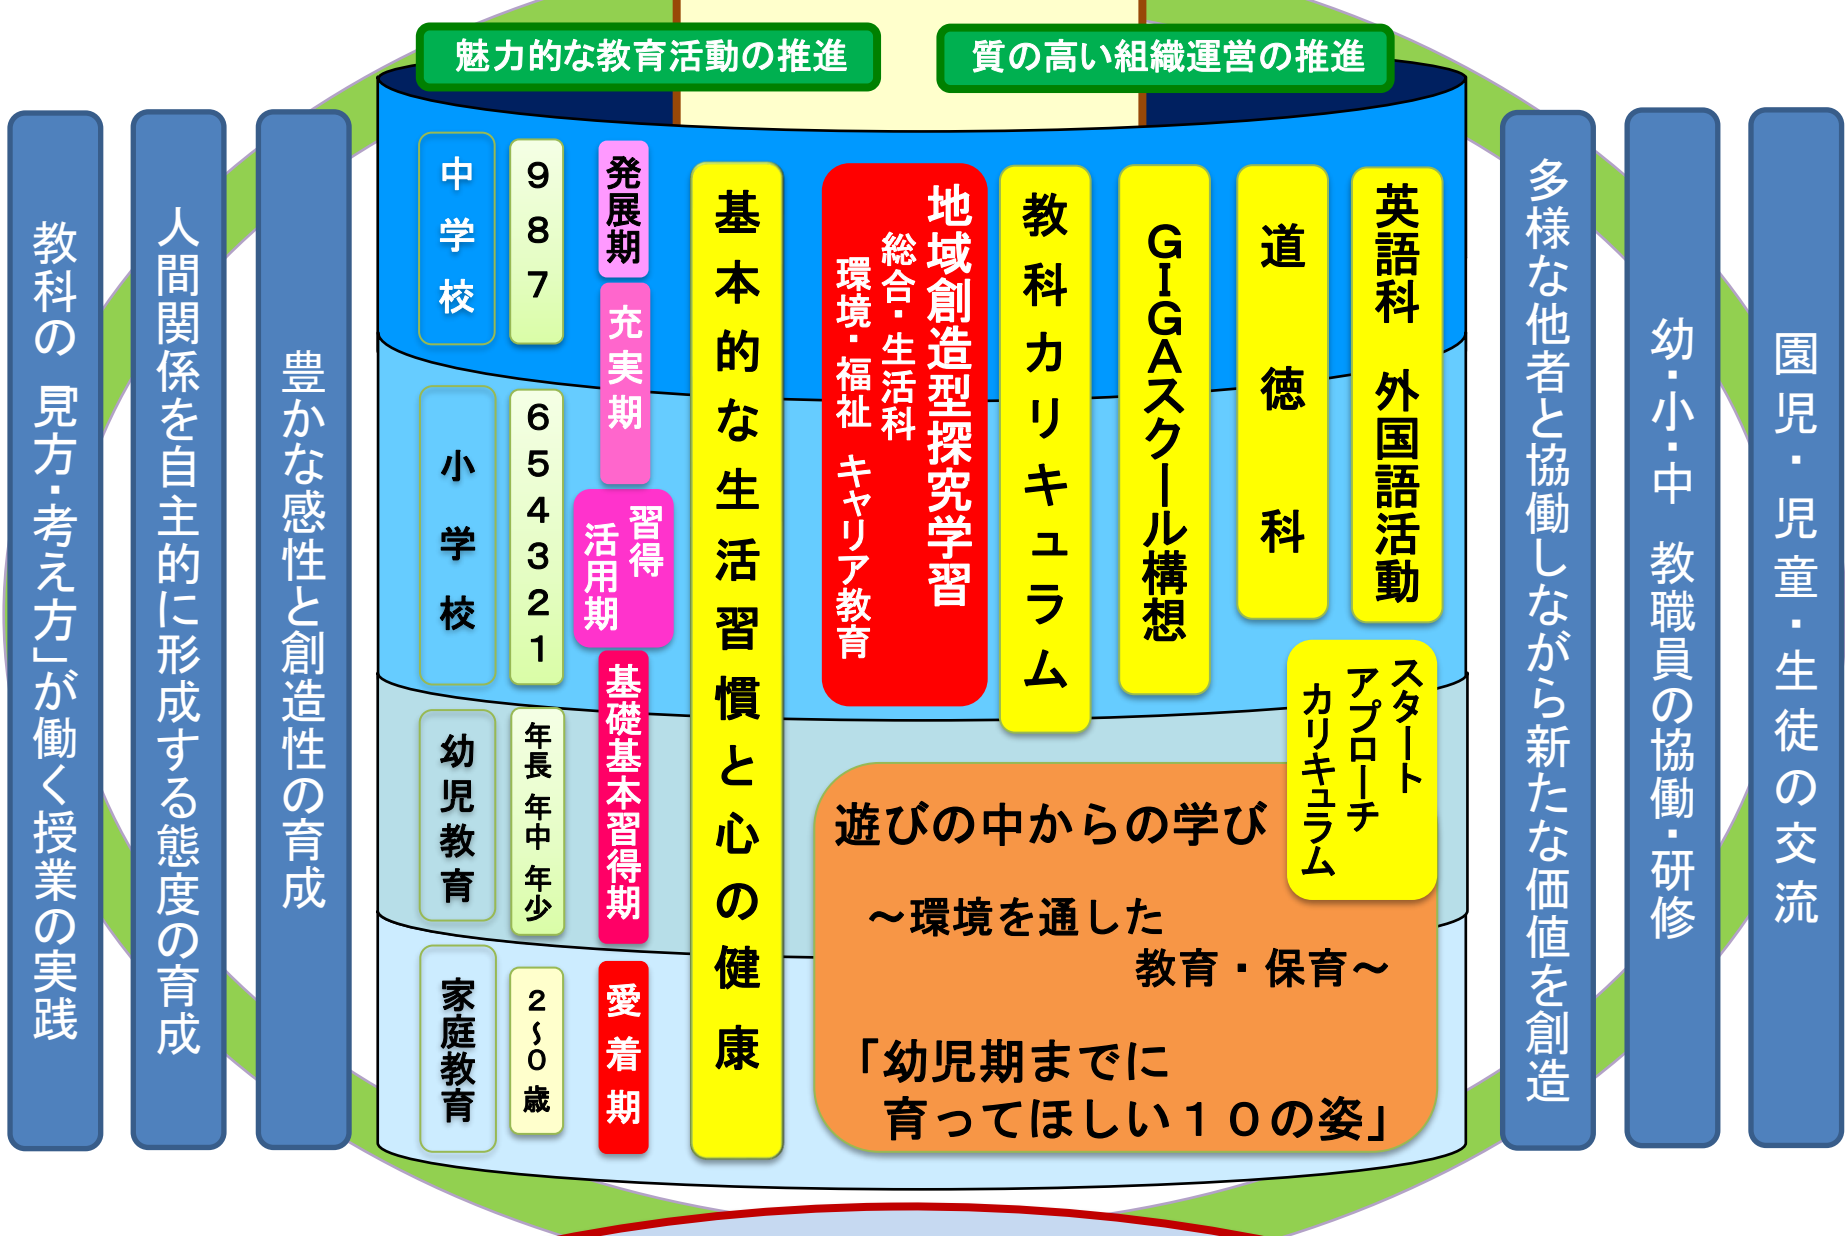 魅力的な教育活動の推進
質の高い組織運営の推進
教科の『見方・考え方」が働く授業の実践
人間関係を自主的に形成する態度の育成
豊かな感性と創造性の育成
中学校
9
8
7
発展期
充実期
小学校
6
5
4
3
2
1
習得
活用期
幼児教育
年長 年中 年少
基礎基本習得期
家庭教育
2～0歳
愛着期
基本的な生活習慣と心の健康
地域創造型探究学習
総合・生活科
環境・福祉 キャリア教育
教科カリキュラム
GIGAスクール構想
道徳科
英語科 外国語活動
スタート
アプローチ
カリキュラム
遊びの中からの学び
～環境を通した
教育・保育～
「幼児期までに
育ってほしい１０の姿」
多様な他者と協働しながら新たな価値を創造
幼・小・中 教職員の協働・研修
園児・児童・生徒の交流